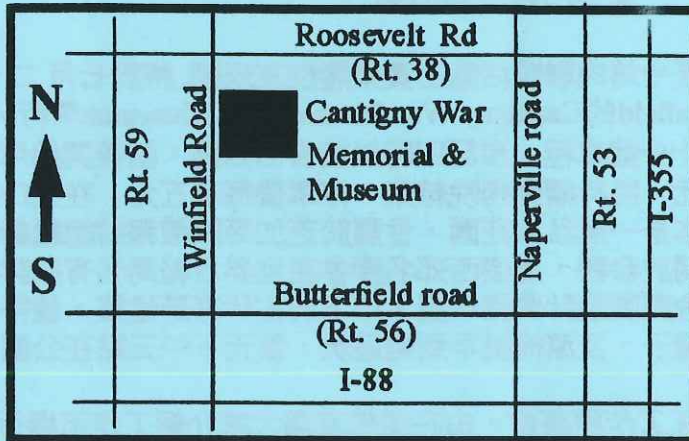 Roosevelt Rd
(Rt. 38)
N
S
Rt. 59
Winfield Road
Cantigny War
Memorial &
Museum
Naperville road
Rt. 53
I-355
Butterfield road
(Rt. 56)
I-88